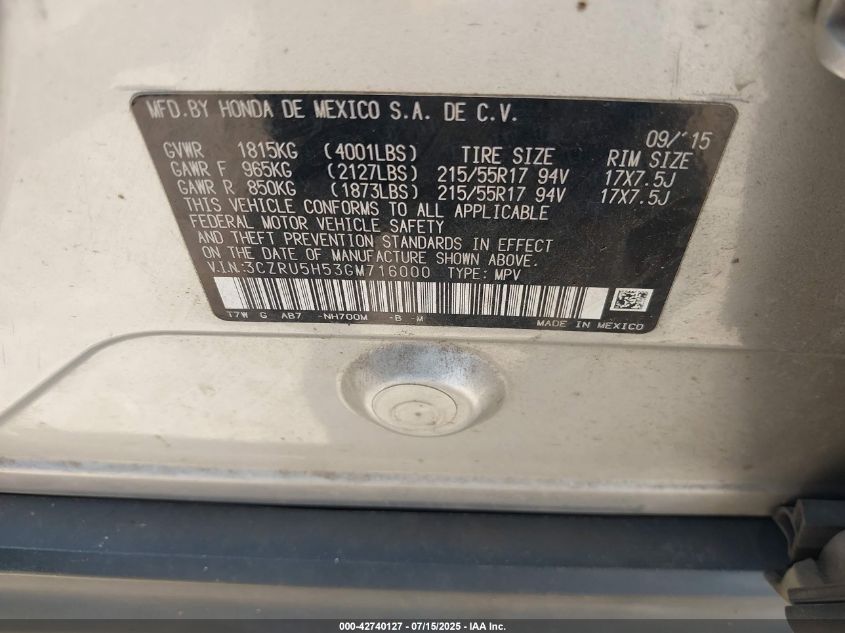 MFD.BY HONDA DE MEXICO S.A. DE C.V.
09/'15
GVWR 1815KG (4001LBS) TIRE SIZE RIM SIZE
GAWR F 965KG (2127LBS) 215/55R17 94V 17X7.5J
GAWR R 850KG (1873LBS) 215/55R17 94V 17X7.5J
THIS VEHICLE CONFORMS TO ALL APPLICABLE
FEDERAL MOTOR VEHICLE SAFETY
AND THEFT PREVENTION STANDARDS IN EFFECT
ON THE DATE OF MANUFACTURE SHOWN ABOVE.
V.I.N:3CZRU5H53GM716000 TYPE: MPV
T7W G AB7 -NH700M -B -M MADE IN MEXICO
000-42740127 - 07/15/2025 - IAA Inc.